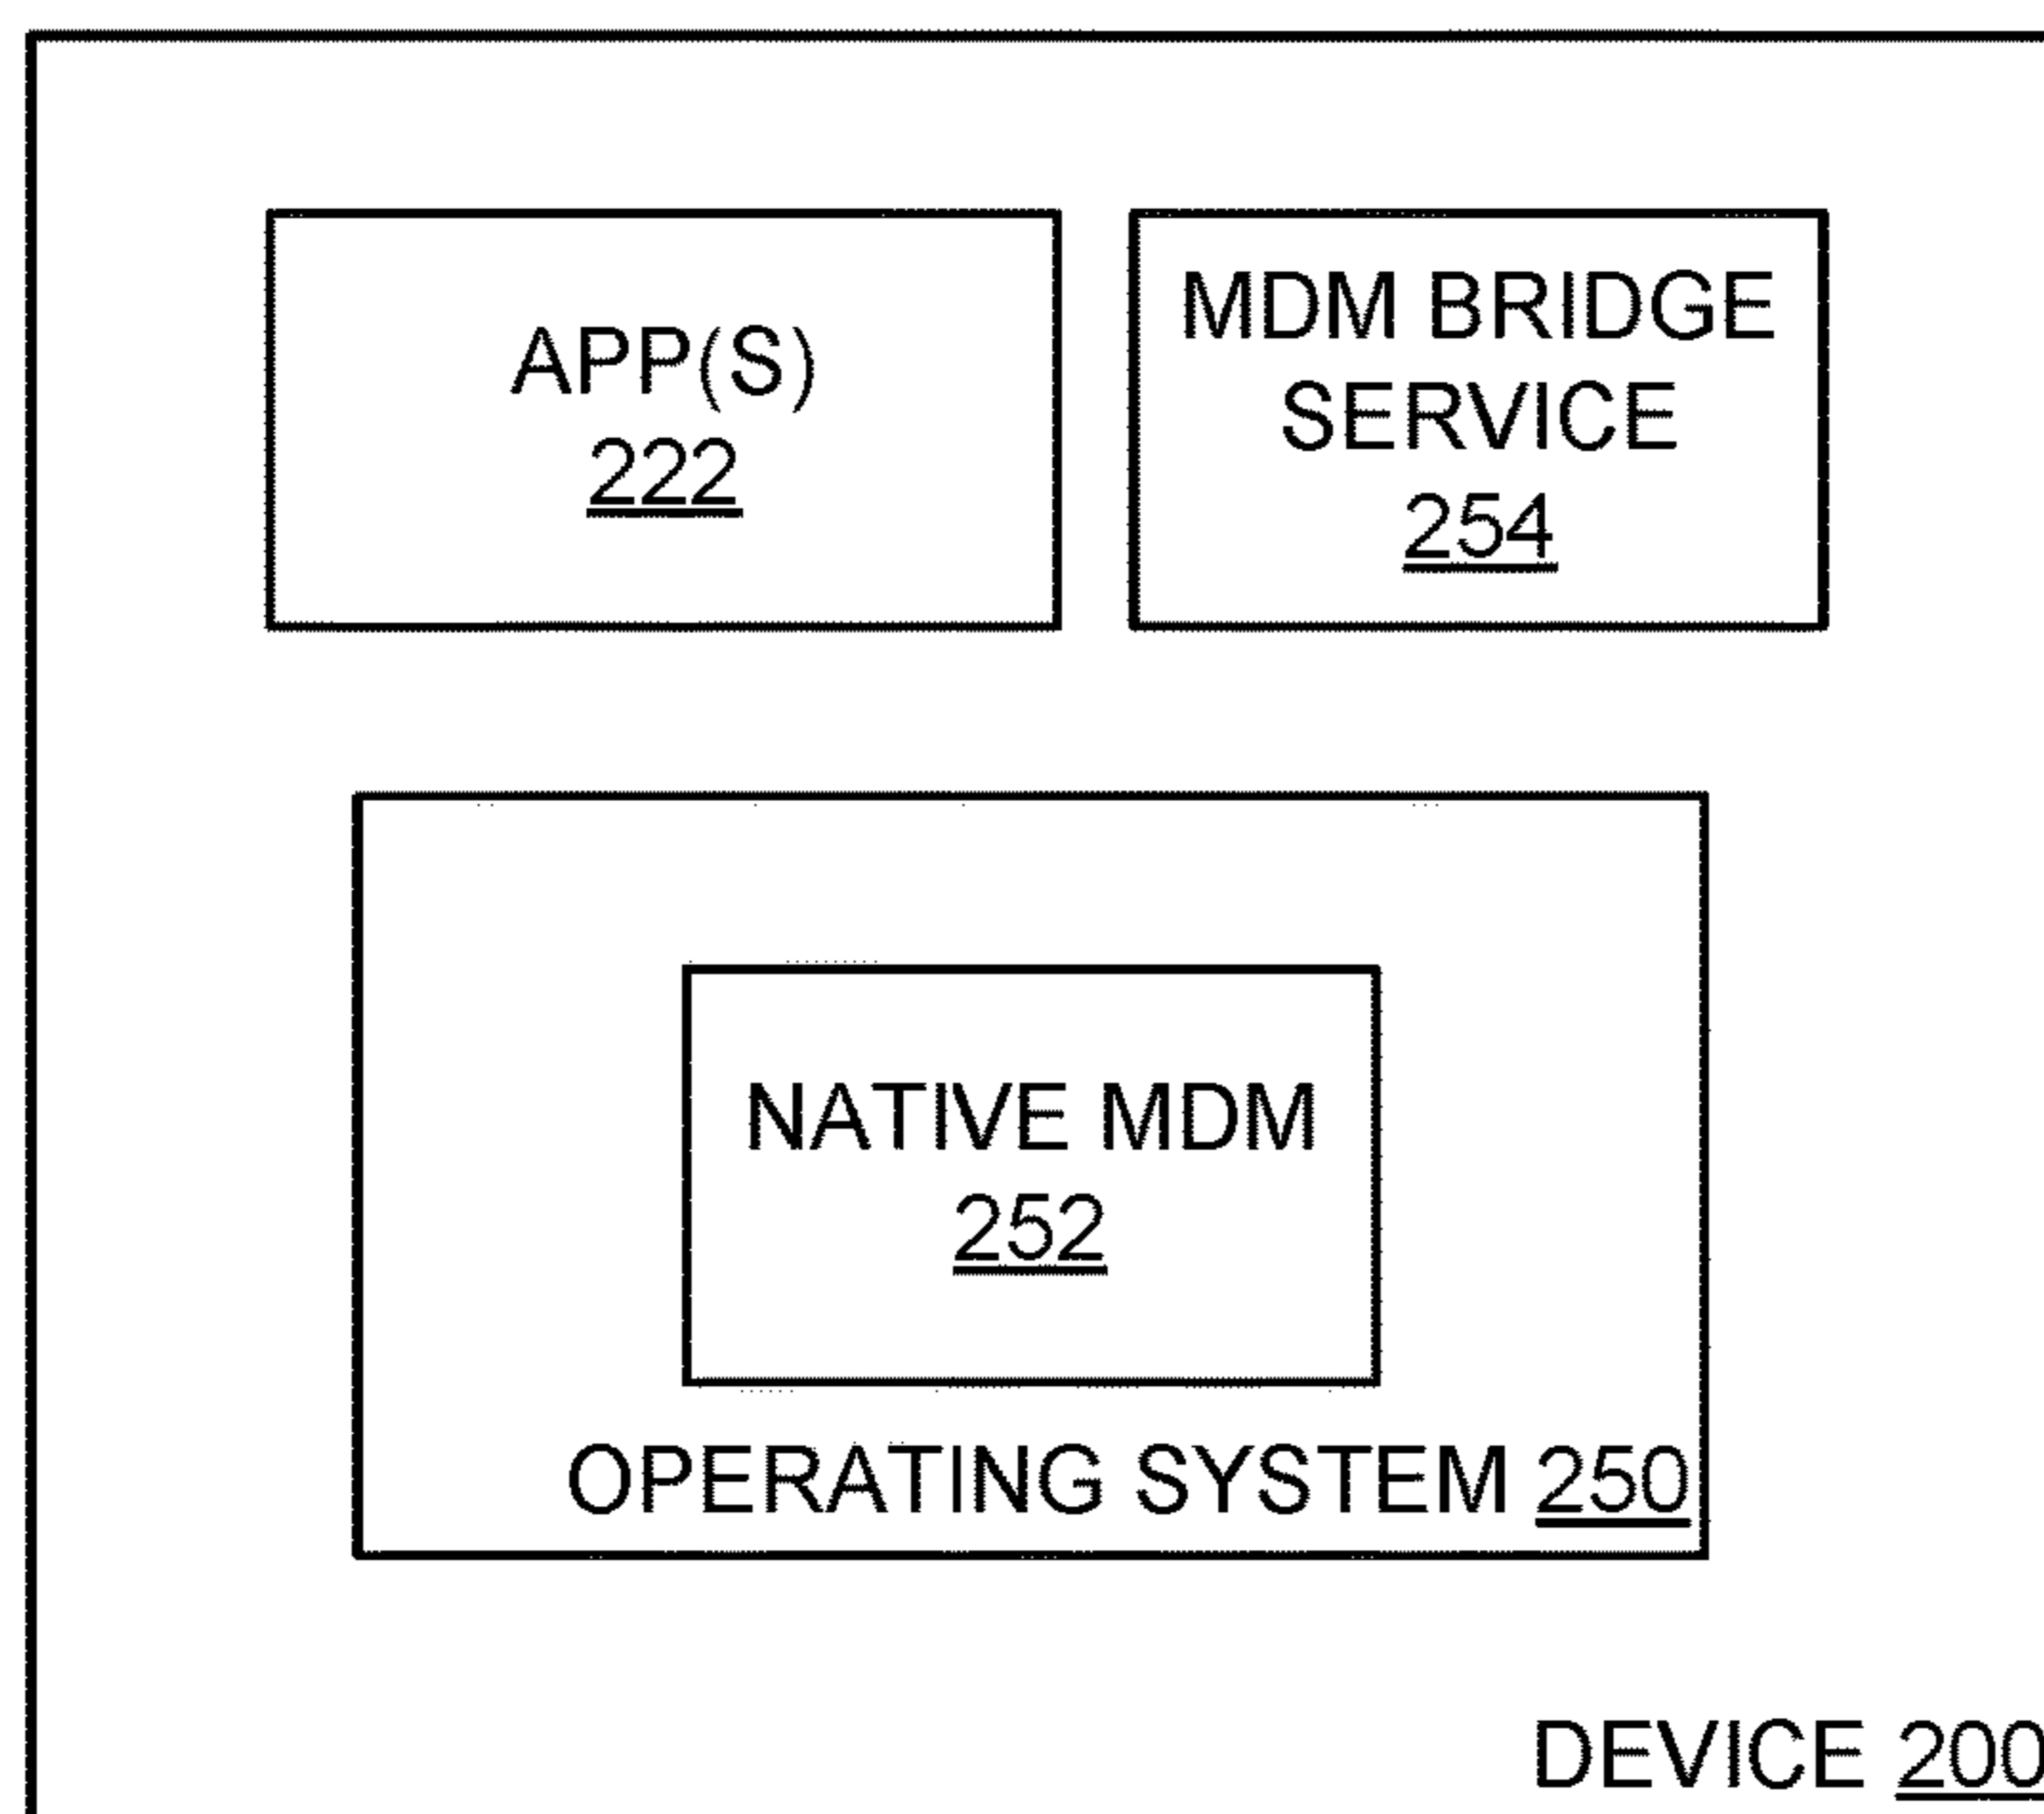 APP(S)
222
MDM BRIDGE
SERVICE
254
NATIVE MDM
252
OPERATING SYSTEM 250
DEVICE 200